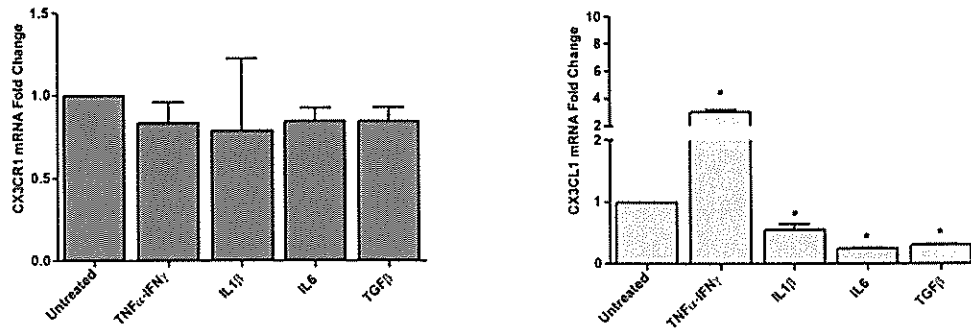 CX3CR1 mRNA Fold Change
1.5
1.0
0.5
0.0
Untreated
TNFα-IFNγ
IL1β
IL6
TGFβ
CX3CL1 mRNA Fold Change
10
8
6
4
2
2
1
0
*
*
*
*
Untreated
TNFα-IFNγ
IL1β
IL6
TGFβ